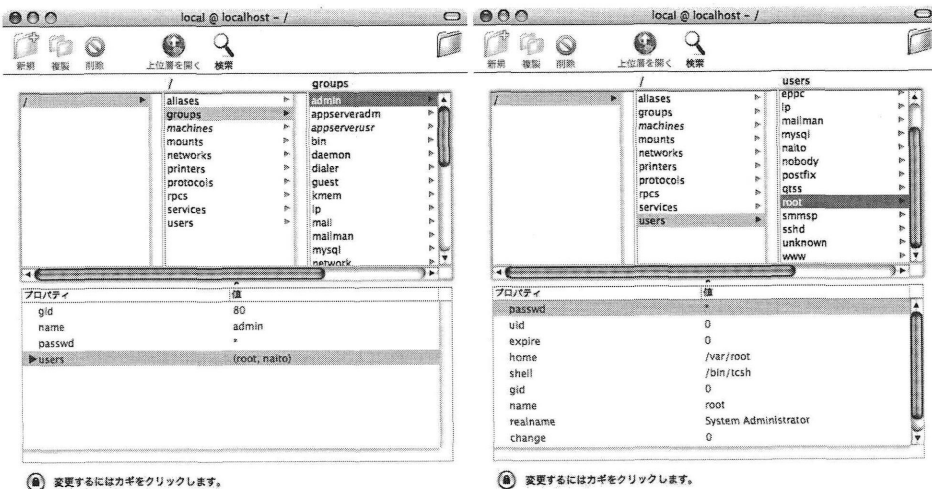 local @ localhost – /
新規 複製 削除 上位層を開く 検索
/ groups
/
aliases
groups
machines
mounts
networks
printers
protocols
rpcs
services
users
admin
appserveradm
appserverusr
bin
daemon
dialer
guest
kmem
lp
mail
mailman
mysql
network
プロパティ 値
gid 80
name admin
passwd *
users (root, naito)
変更するにはカギをクリックします。
local @ localhost – /
新規 複製 削除 上位層を開く 検索
/ users
/
aliases
groups
machines
mounts
networks
printers
protocols
rpcs
services
users
eppc
lp
mailman
mysql
naito
nobody
postfix
qtss
root
smmsp
sshd
unknown
www
プロパティ 値
passwd *
uid 0
expire 0
home /var/root
shell /bin/tcsh
gid 0
name root
realname System Administrator
change 0
変更するにはカギをクリックします。